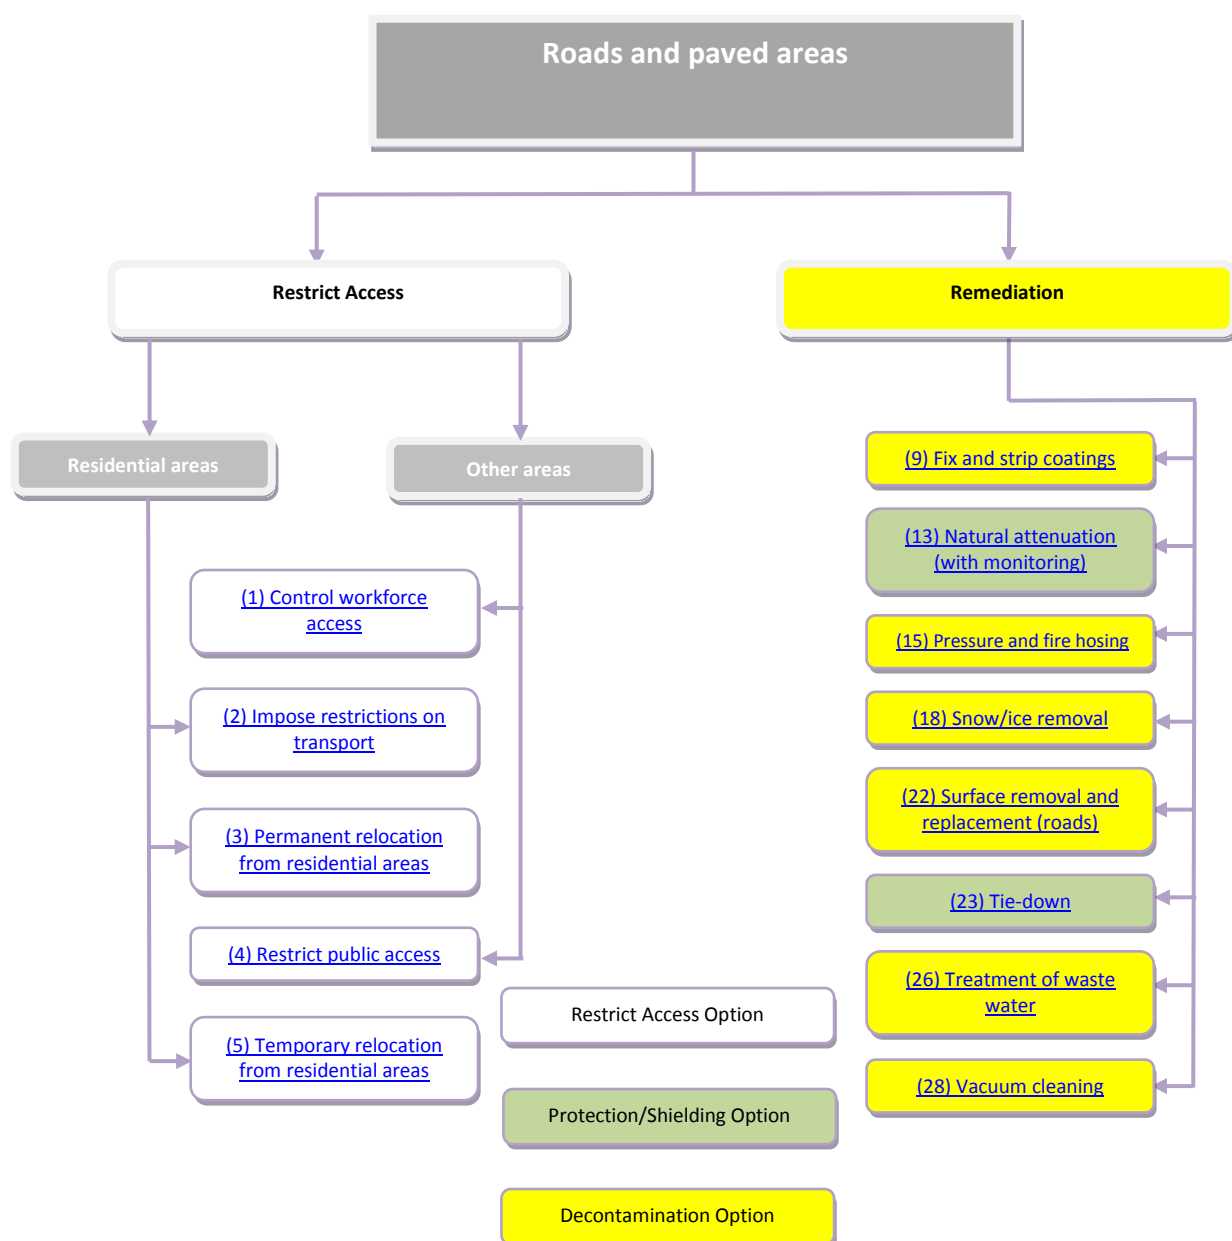 Roads and paved areas
Restrict Access
Remediation
Residential areas
Other areas
(1) Control workforce
access
(2) Impose restrictions on
transport
(3) Permanent relocation
from residential areas
(4) Restrict public access
(5) Temporary relocation
from residential areas
(9) Fix and strip coatings
(13) Natural attenuation
(with monitoring)
(15) Pressure and fire hosing
(18) Snow/ice removal
(22) Surface removal and
replacement (roads)
(23) Tie-down
(26) Treatment of waste
water
(28) Vacuum cleaning
Restrict Access Option
Protection/Shielding Option
Decontamination Option